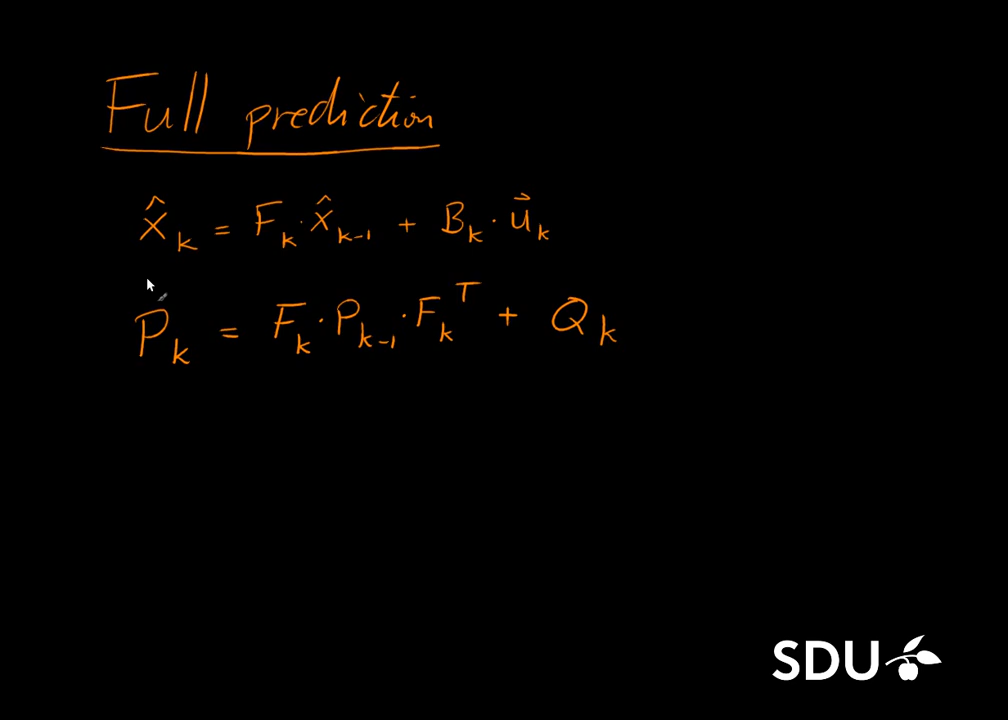 Full prediction
x̂ₖ = Fₖ · x̂ₖ₋₁ + Bₖ · u⃗ₖ
Pₖ = Fₖ · Pₖ₋₁ · Fₖᵀ + Qₖ
SDU